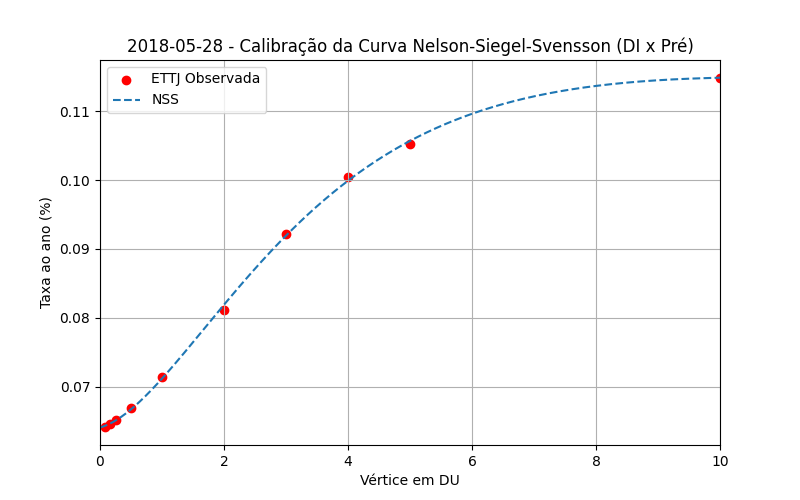 2018-05-28 - Calibração da Curva Nelson-Siegel-Svensson (DI x Pré)
ETTJ Observada
NSS
Taxa ao ano (%)
0.11
0.10
0.09
0.08
0.07
0 2 4 6 8 10
Vértice em DU